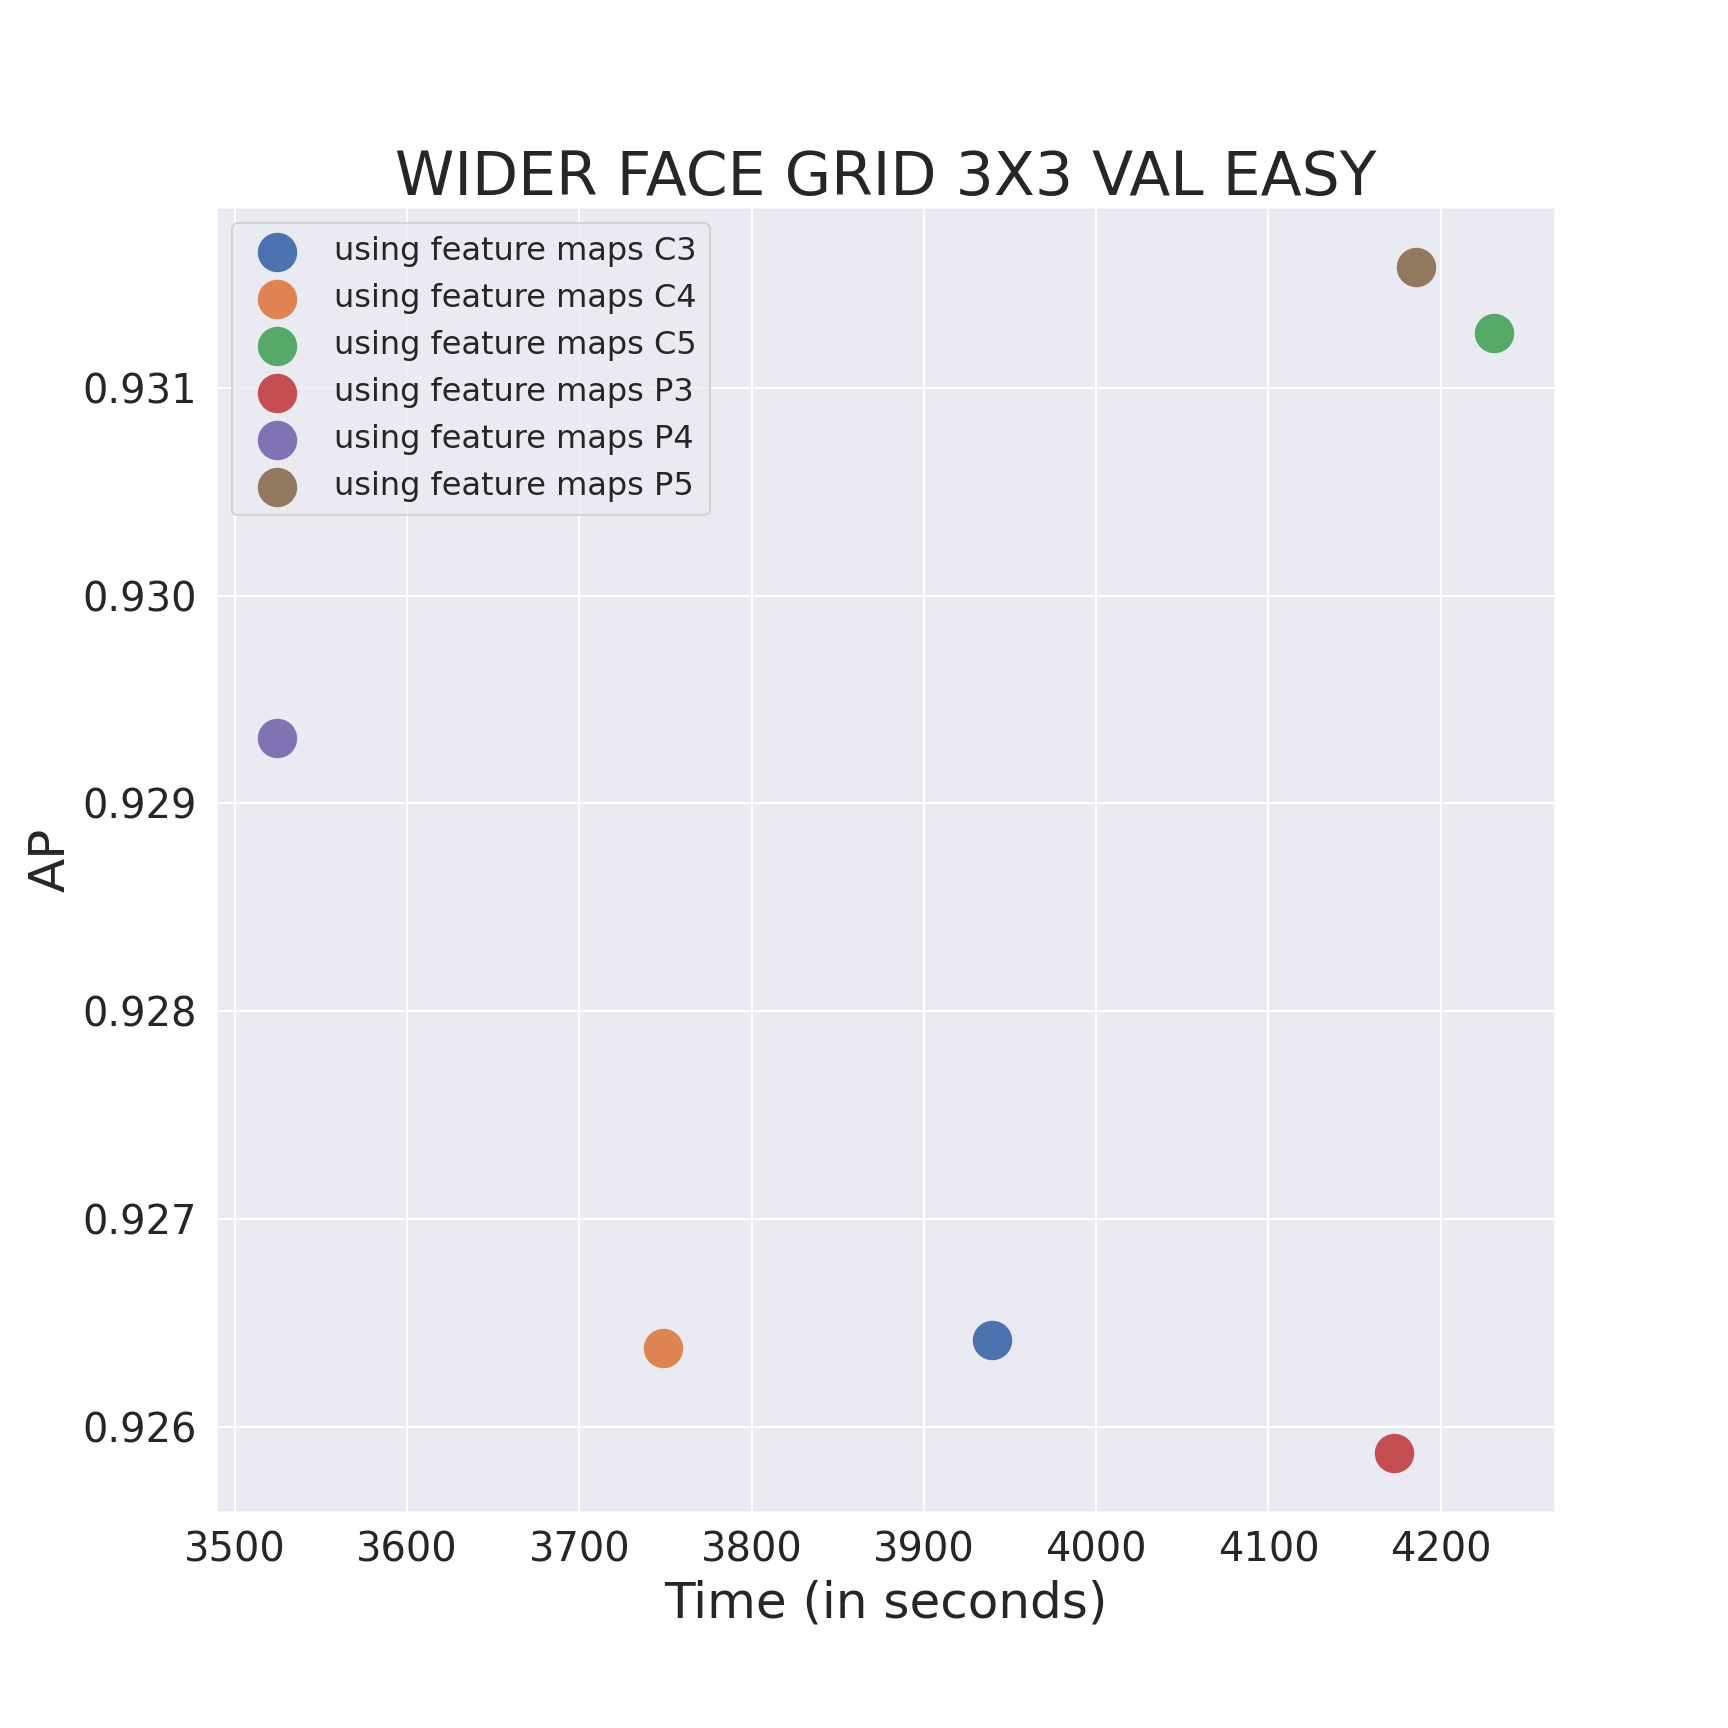 WIDER FACE GRID 3X3 VAL EASY
using feature maps C3
using feature maps C4
using feature maps C5
using feature maps P3
using feature maps P4
using feature maps P5
0.931
0.930
0.929
0.928
0.927
0.926
AP
3500 3600 3700 3800 3900 4000 4100 4200
Time (in seconds)